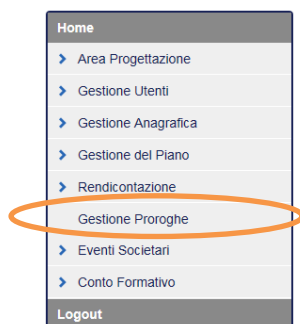 Home
Area Progettazione
Gestione Utenti
Gestione Anagrafica
Gestione del Piano
Rendicontazione
Gestione Proroghe
Eventi Societari
Conto Formativo
Logout